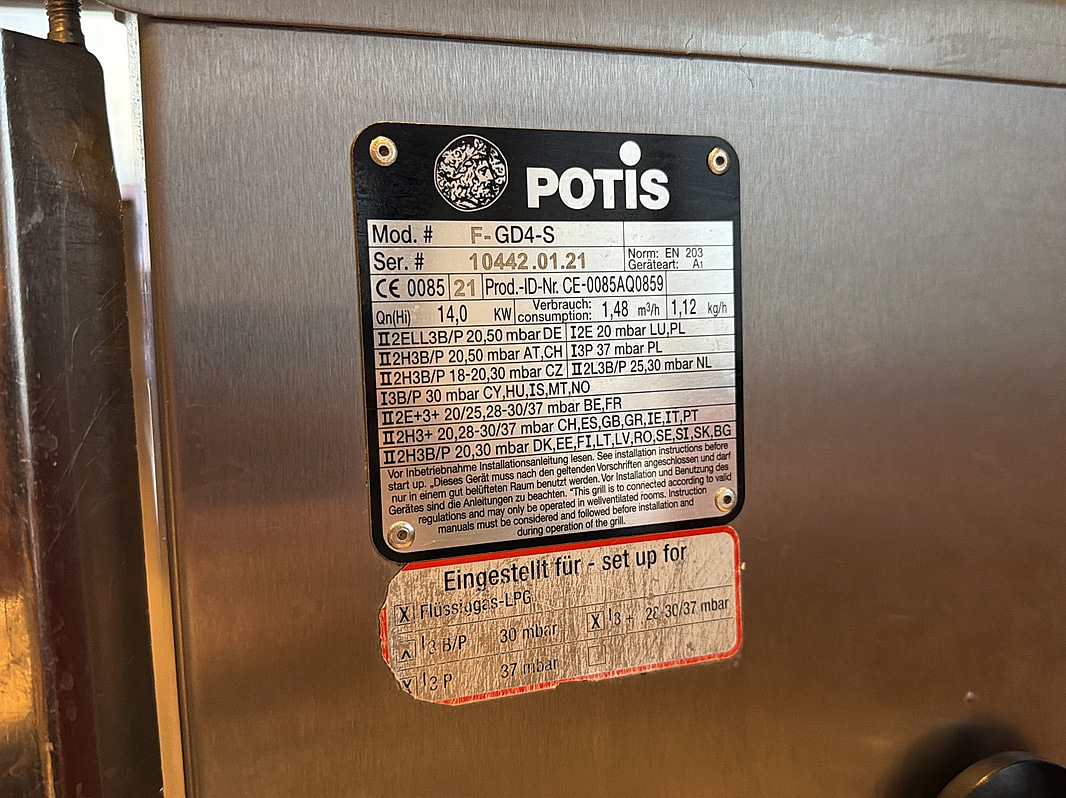 POTIS
Mod. # F- GD4-S
Ser. # 10442.01.21 Norm: EN 203
Geräteart: A1
CE 0085 21 Prod.-ID-Nr. CE-0085AQ0859
Qn(Hi) 14,0 KW Verbrauch: consumption: 1,48 m³/h 1,12 kg/h
II2ELL3B/P 20,50 mbar DE I2E 20 mbar LU,PL
II2H3B/P 20,50 mbar AT,CH I3P 37 mbar PL
II2H3B/P 18-20,30 mbar CZ II2L3B/P 25,30 mbar NL
I3B/P 30 mbar CY,HU,IS,MT,NO
II2E+3+ 20/25,28-30/37 mbar BE,FR
II2H3+ 20,28-30/37 mbar CH,ES,GB,GR,IE,IT,PT
II2H3B/P 20,30 mbar DK,EE,FI,LT,LV,RO,SE,SI,SK,BG
Vor Inbetriebnahme Installationsanleitung lesen. See installation instructions before
start up. „Dieses Gerät muss nach den geltenden Vorschriften angeschlossen und darf
nur in einem gut belüfteten Raum benutzt werden. Vor Installation und Benutzung des
Gerätes sind die Anleitungen zu beachten. "This grill is to connected according to valid
regulations and may only be operated in wellventilated rooms. Instruction
manuals must be considered and followed before installation and
during operation of the grill.
Eingestellt für - set up for
X Flüssiggas-LPG
I3 B/P 30 mbar X I3 + 28-30/37 mbar
I3 P 37 mbar